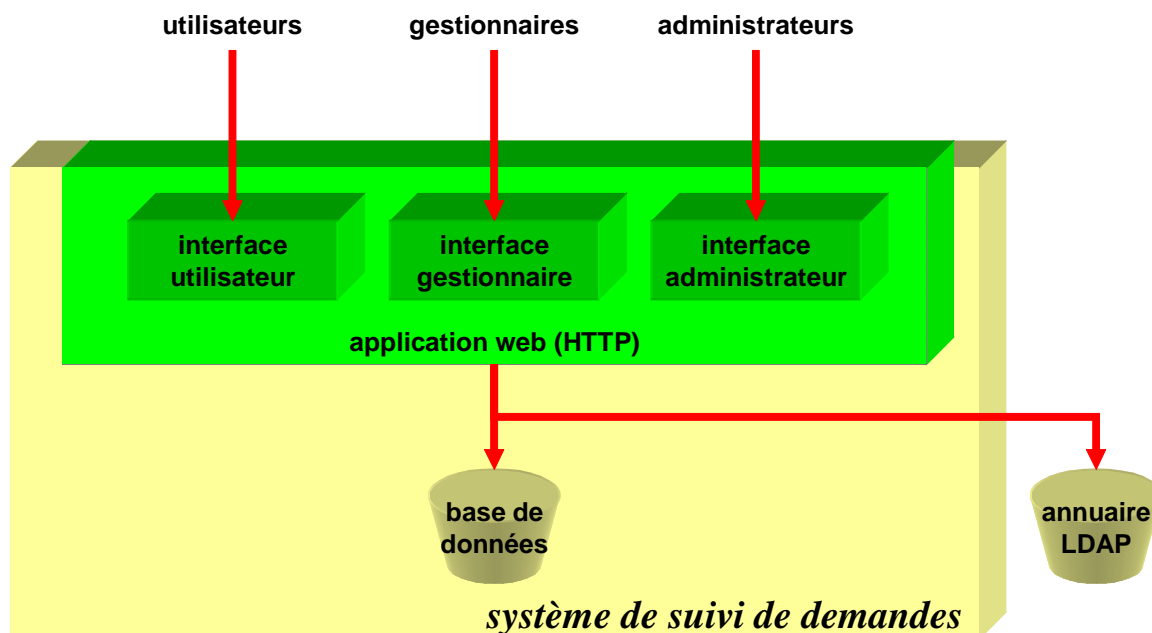 utilisateurs
gestionnaires
administrateurs
interface
utilisateur
interface
gestionnaire
interface
administrateur
application web (HTTP)
base de
données
annuaire
LDAP
système de suivi de demandes